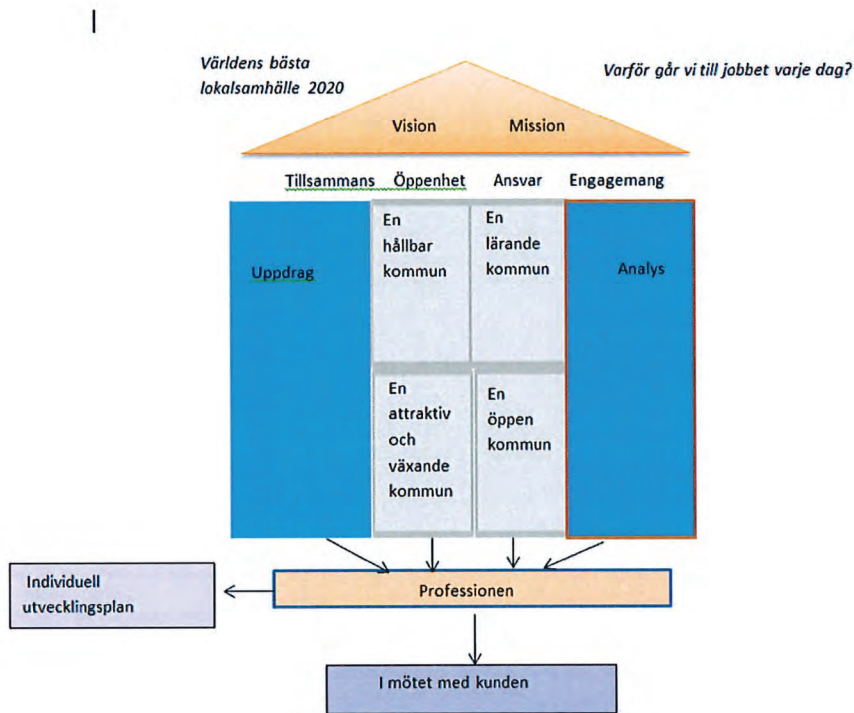 Världens bästa
lokalsamhälle 2020
Varför går vi till jobbet varje dag?
Vision Mission
Tillsammans Öppenhet Ansvar Engagemang
Uppdrag
En
hållbar
kommun
En
lärande
kommun
Analys
En
attraktiv
och
växande
kommun
En
öppen
kommun
Individuell
utvecklingsplan
Professionen
I mötet med kunden